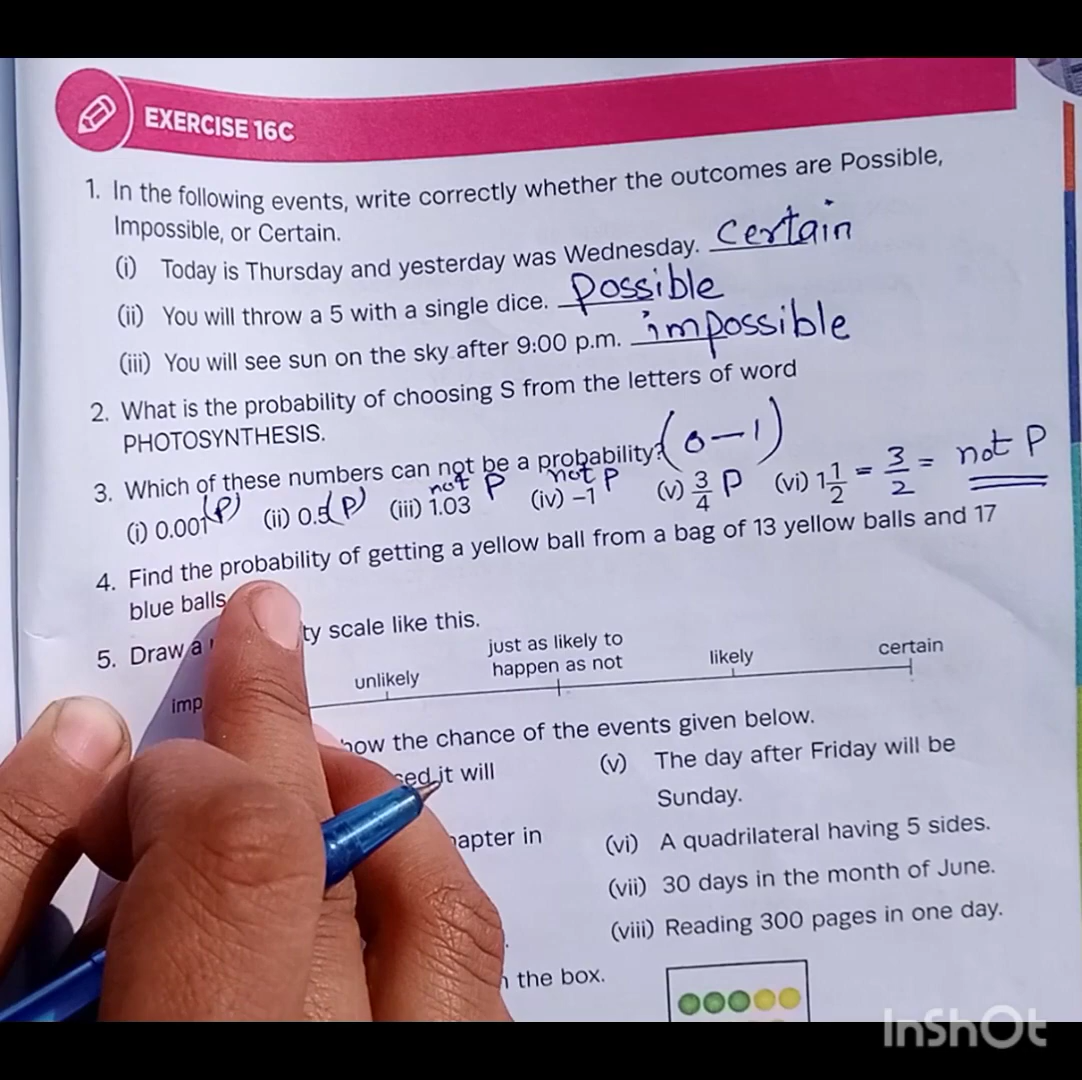 EXERCISE 16C
1. In the following events, write correctly whether the outcomes are Possible,
Impossible, or Certain.
(i) Today is Thursday and yesterday was Wednesday. certain
(ii) You will throw a 5 with a single dice. possible
(iii) You will see sun on the sky after 9:00 p.m. impossible
2. What is the probability of choosing S from the letters of word
PHOTOSYNTHESIS.
3. Which of these numbers can not be a probability? (0-1)
(i) 0.001 (P) (ii) 0.5 (P) (iii) 1.03 not P (iv) -1 not P (v) 3/4 P (vi) 1 1/2 = 3/2 = not P
4. Find the probability of getting a yellow ball from a bag of 13 yellow balls and 17
blue balls
5. Draw a ty scale like this.
imp unlikely just as likely to
happen as not likely certain
how the chance of the events given below.
sed it will (v) The day after Friday will be
Sunday.
hapter in (vi) A quadrilateral having 5 sides.
(vii) 30 days in the month of June.
(viii) Reading 300 pages in one day.
the box.
InShOt